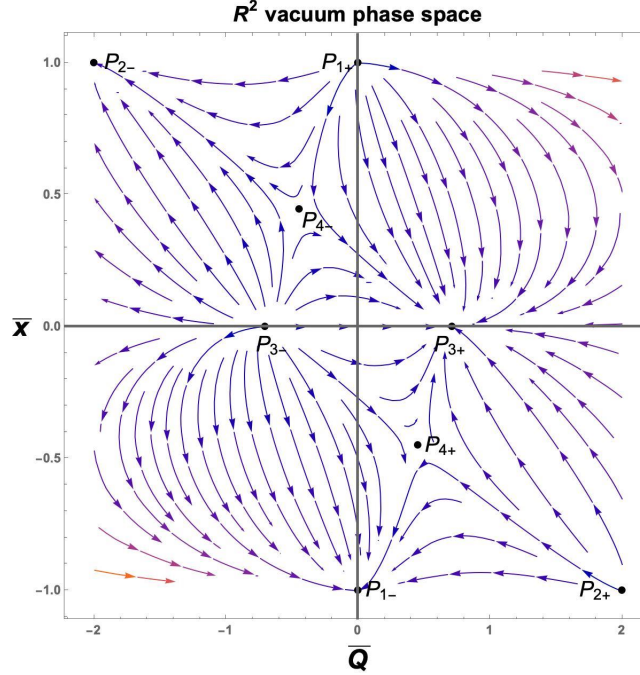 R² vacuum phase space
P₂₋
P₁₊
1.0
0.5
P₄₋
x̄
0.0
P₃₋
P₃₊
−0.5
P₄₊
−1.0
P₁₋
P₂₊
−2
−1
0
1
2
Q̄